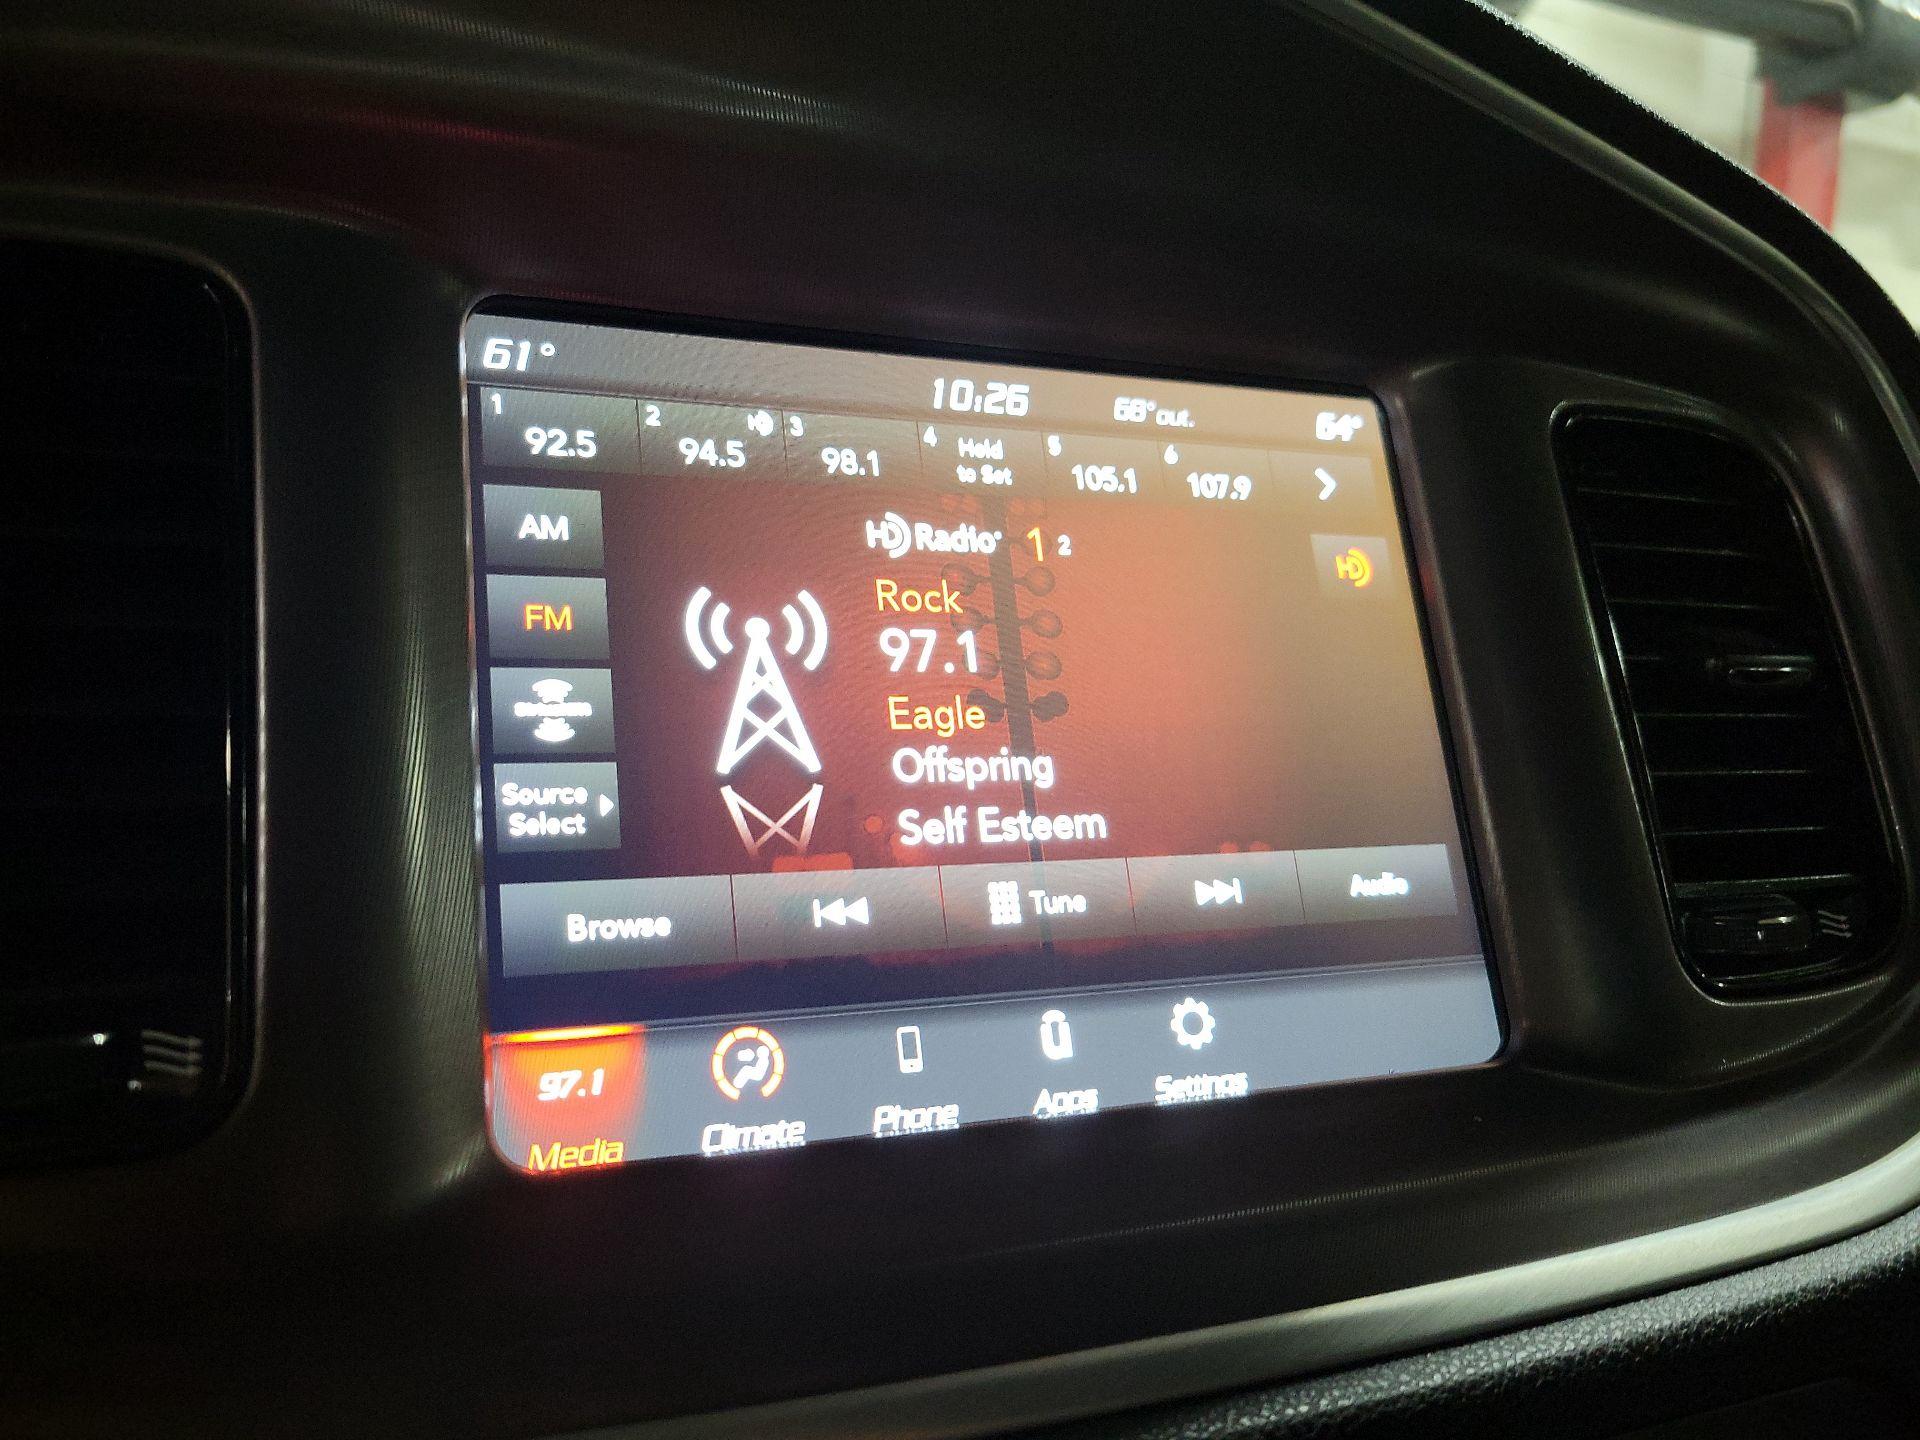 61°
10:26
68° out.
64°
1
92.5
2
94.5
3
98.1
4
Hold
to Set
5
105.1
6
107.9
AM
HD Radio 1 2
HD
Rock
FM
97.1
Eagle
Offspring
Source
Select
Self Esteem
Browse
Tune
Audio
97.1
Media
Climate
Phone
Apps
Settings